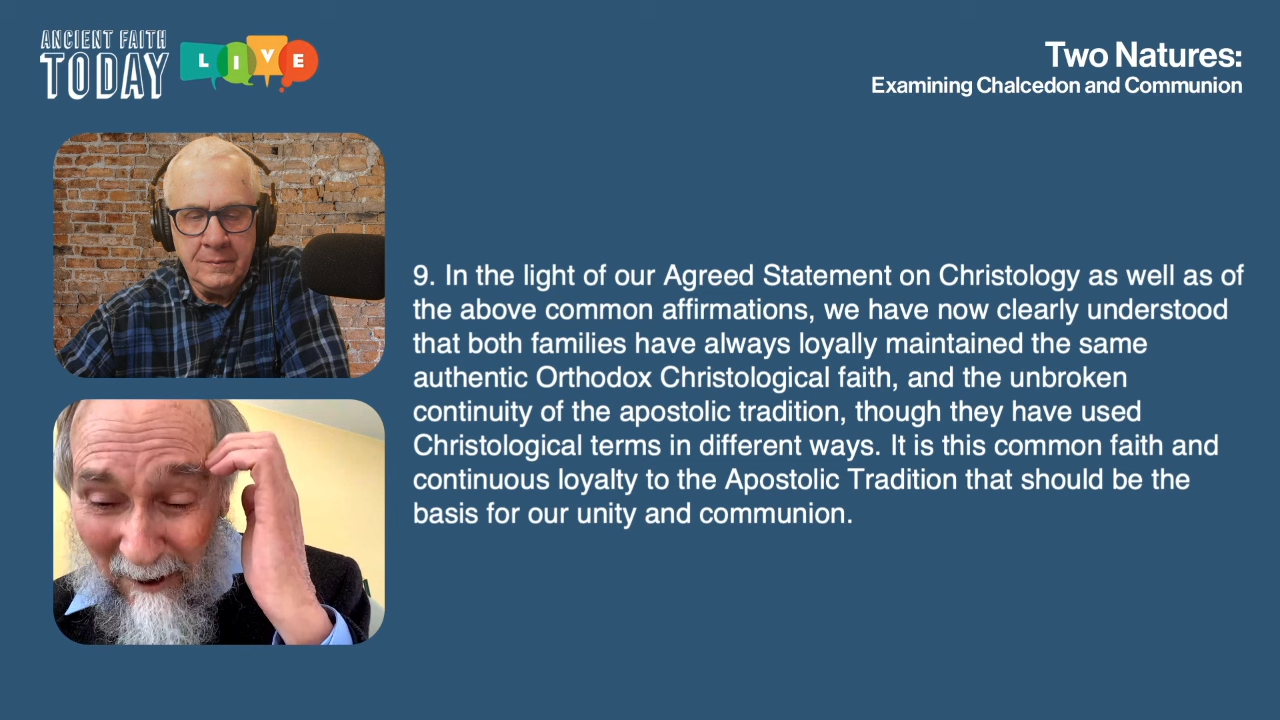 ANCIENT FAITH
TODAY
LIVE
Two Natures:
Examining Chalcedon and Communion
9. In the light of our Agreed Statement on Christology as well as of
the above common affirmations, we have now clearly understood
that both families have always loyally maintained the same
authentic Orthodox Christological faith, and the unbroken
continuity of the apostolic tradition, though they have used
Christological terms in different ways. It is this common faith and
continuous loyalty to the Apostolic Tradition that should be the
basis for our unity and communion.